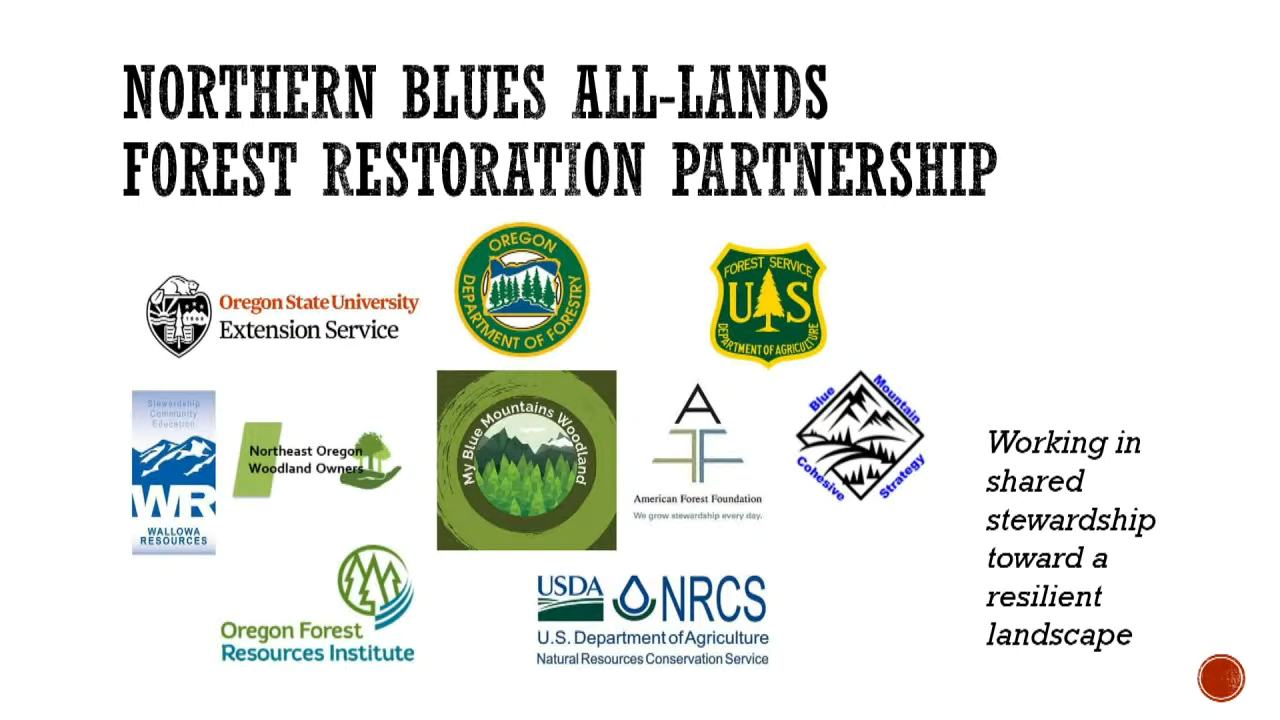 NORTHERN BLUES ALL-LANDS
FOREST RESTORATION PARTNERSHIP
OREGON
DEPARTMENT OF FORESTRY
FOREST SERVICE
U S
DEPARTMENT OF AGRICULTURE
Oregon State University
Extension Service
Stewardship
Community
Education
WR
WALLOWA
RESOURCES
Northeast Oregon
Woodland Owners
My Blue Mountains Woodland
A
F F
American Forest Foundation
We grow stewardship every day.
Blue
Mountain
Cohesive
Strategy
Working in
shared
stewardship
toward a
resilient
landscape
Oregon Forest
Resources Institute
USDA NRCS
U.S. Department of Agriculture
Natural Resources Conservation Service